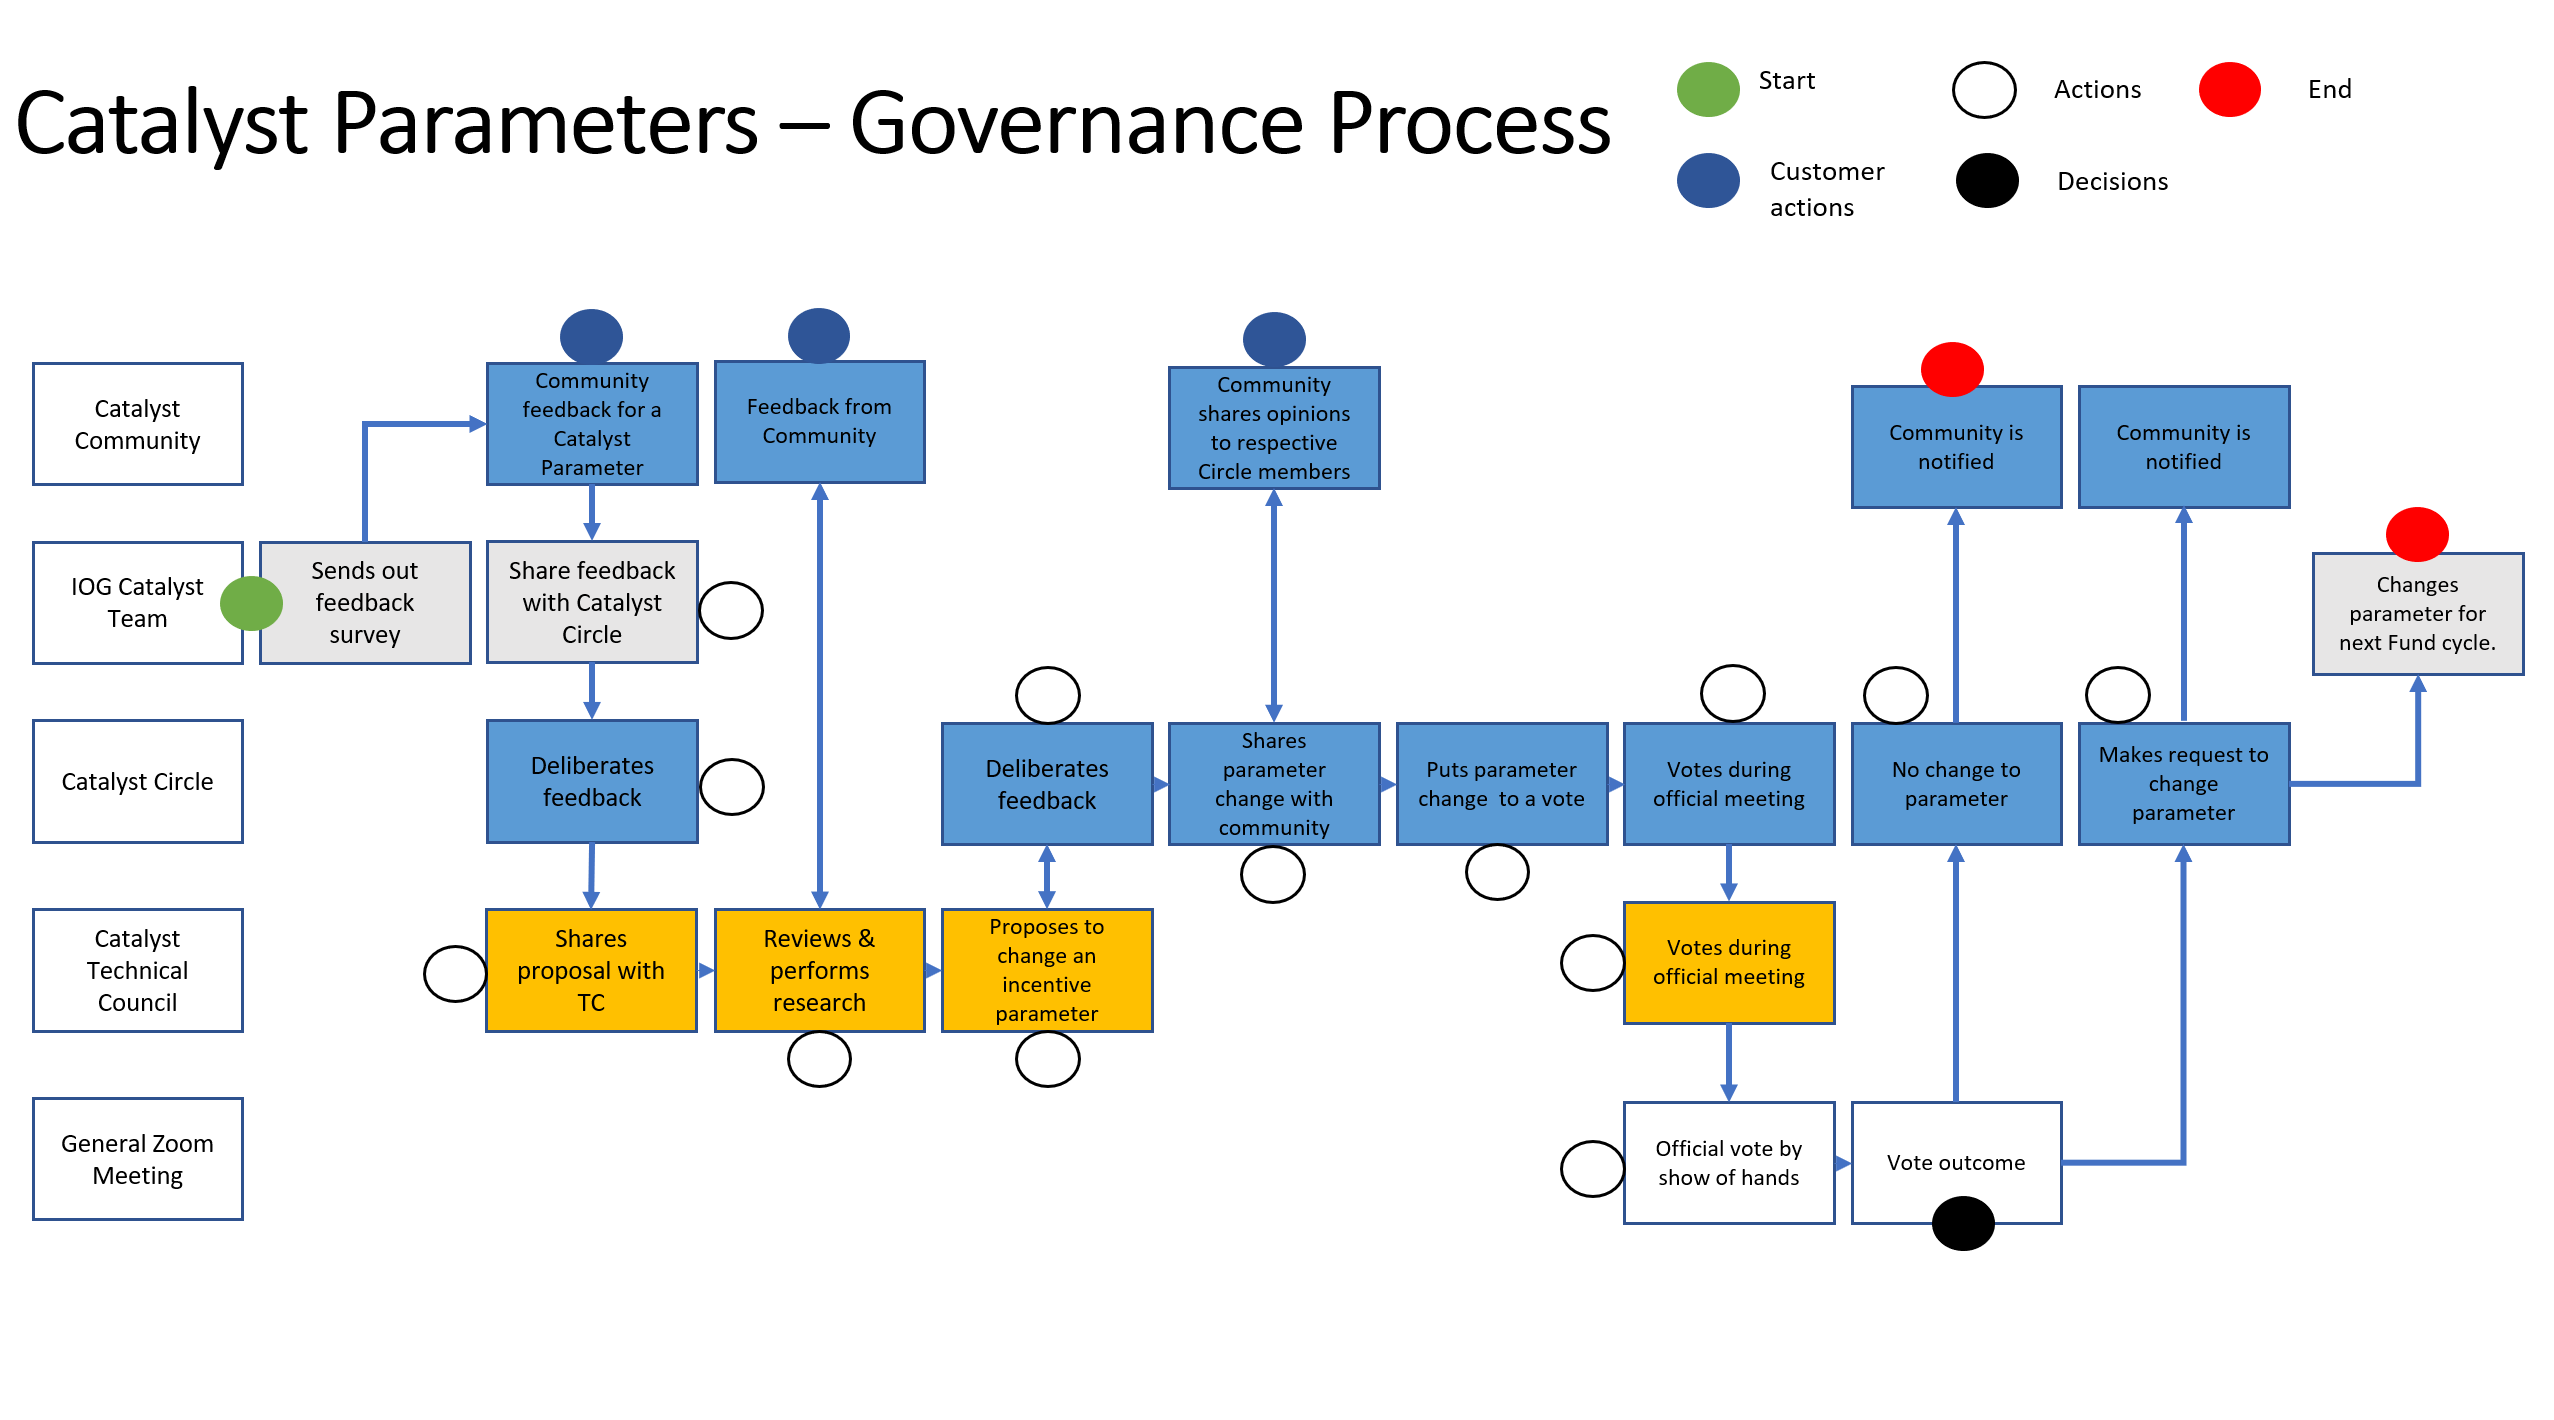 Catalyst Parameters – Governance Process
Start
Actions
End
Customer
actions
Decisions
Catalyst
Community
Community
feedback for a
Catalyst
Parameter
Feedback from
Community
Community
shares opinions
to respective
Circle members
Community is
notified
Community is
notified
IOG Catalyst
Team
Sends out
feedback
survey
Share feedback
with Catalyst
Circle
Changes
parameter for
next Fund cycle.
Catalyst Circle
Deliberates
feedback
Deliberates
feedback
Shares
parameter
change with
community
Puts parameter
change  to a vote
Votes during
official meeting
No change to
parameter
Makes request to
change
parameter
Catalyst
Technical
Council
Shares
proposal with
TC
Reviews &
performs
research
Proposes to
change an
incentive
parameter
Votes during
official meeting
General Zoom
Meeting
Official vote by
show of hands
Vote outcome